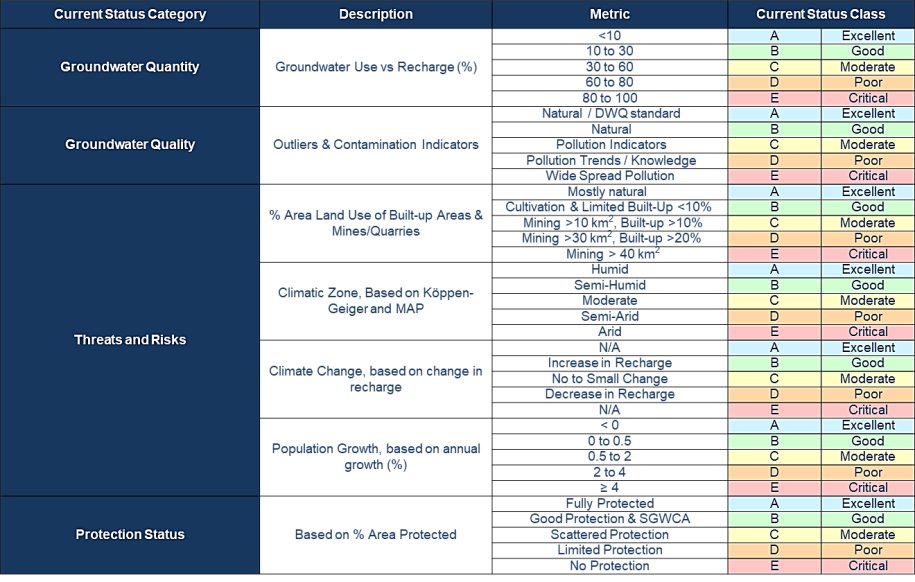 Current Status Category Description Metric Current Status Class
Groundwater Quantity
Groundwater Use vs Recharge (%)
<10 A Excellent
10 to 30 B Good
30 to 60 C Moderate
60 to 80 D Poor
80 to 100 E Critical
Groundwater Quality
Outliers & Contamination Indicators
Natural / DWQ standard A Excellent
Natural B Good
Pollution Indicators C Moderate
Pollution Trends / Knowledge D Poor
Wide Spread Pollution E Critical
Threats and Risks
% Area Land Use of Built-up Areas &
Mines/Quarries
Mostly natural A Excellent
Cultivation & Limited Built-Up <10% B Good
Mining >10 km², Built-up >10% C Moderate
Mining >30 km², Built-up >20% D Poor
Mining > 40 km² E Critical
Climatic Zone, Based on Köppen-
Geiger and MAP
Humid A Excellent
Semi-Humid B Good
Moderate C Moderate
Semi-Arid D Poor
Arid E Critical
Climate Change, based on change in
recharge
N/A A Excellent
Increase in Recharge B Good
No to Small Change C Moderate
Decrease in Recharge D Poor
N/A E Critical
Population Growth, based on annual
growth (%)
< 0 A Excellent
0 to 0.5 B Good
0.5 to 2 C Moderate
2 to 4 D Poor
≥ 4 E Critical
Protection Status
Based on % Area Protected
Fully Protected A Excellent
Good Protection & SGWCA B Good
Scattered Protection C Moderate
Limited Protection D Poor
No Protection E Critical